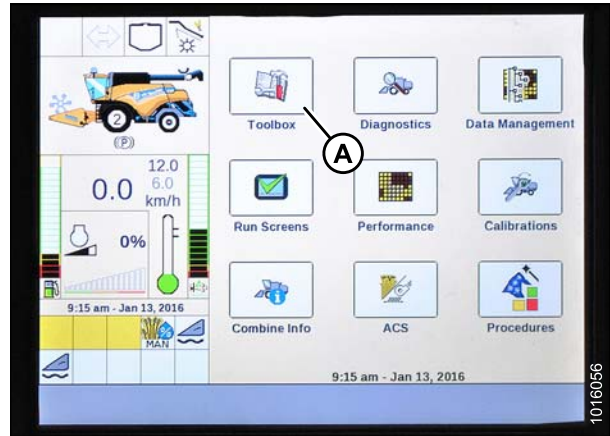 Toolbox
Diagnostics
Data Management
A
2
(P)
12.0
0.0
6.0
km/h
Run Screens
Performance
Calibrations
0%
9:15 am - Jan 13, 2016
MAN
%
Combine Info
ACS
Procedures
9:15 am - Jan 13, 2016
1016056